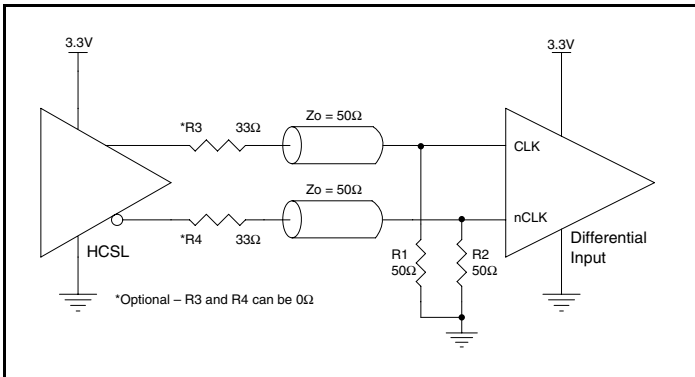 3.3V
3.3V
*R3
33Ω
Zo = 50Ω
CLK
Zo = 50Ω
nCLK
*R4
33Ω
HCSL
R1
50Ω
R2
50Ω
Differential
Input
*Optional – R3 and R4 can be 0Ω